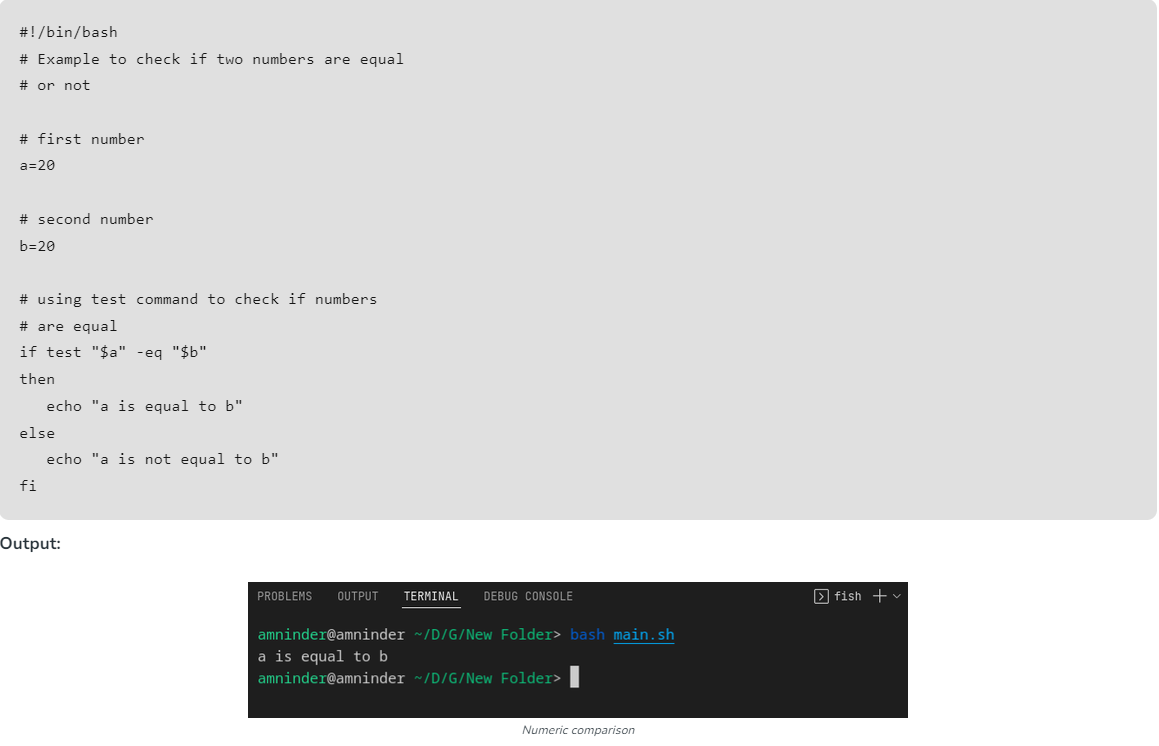 #!/bin/bash
# Example to check if two numbers are equal
# or not
# first number
a=20
# second number
b=20
# using test command to check if numbers
# are equal
if test "$a" -eq "$b"
then
   echo "a is equal to b"
else
   echo "a is not equal to b"
fi
Output:
PROBLEMS OUTPUT TERMINAL DEBUG CONSOLE fish
amninder@amninder ~/D/G/New Folder> bash main.sh
a is equal to b
amninder@amninder ~/D/G/New Folder>
Numeric comparison